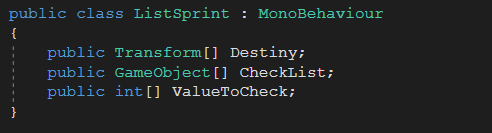 public class ListSprint : MonoBehaviour
{
    public Transform[] Destiny;
    public GameObject[] CheckList;
    public int[] ValueToCheck;
}